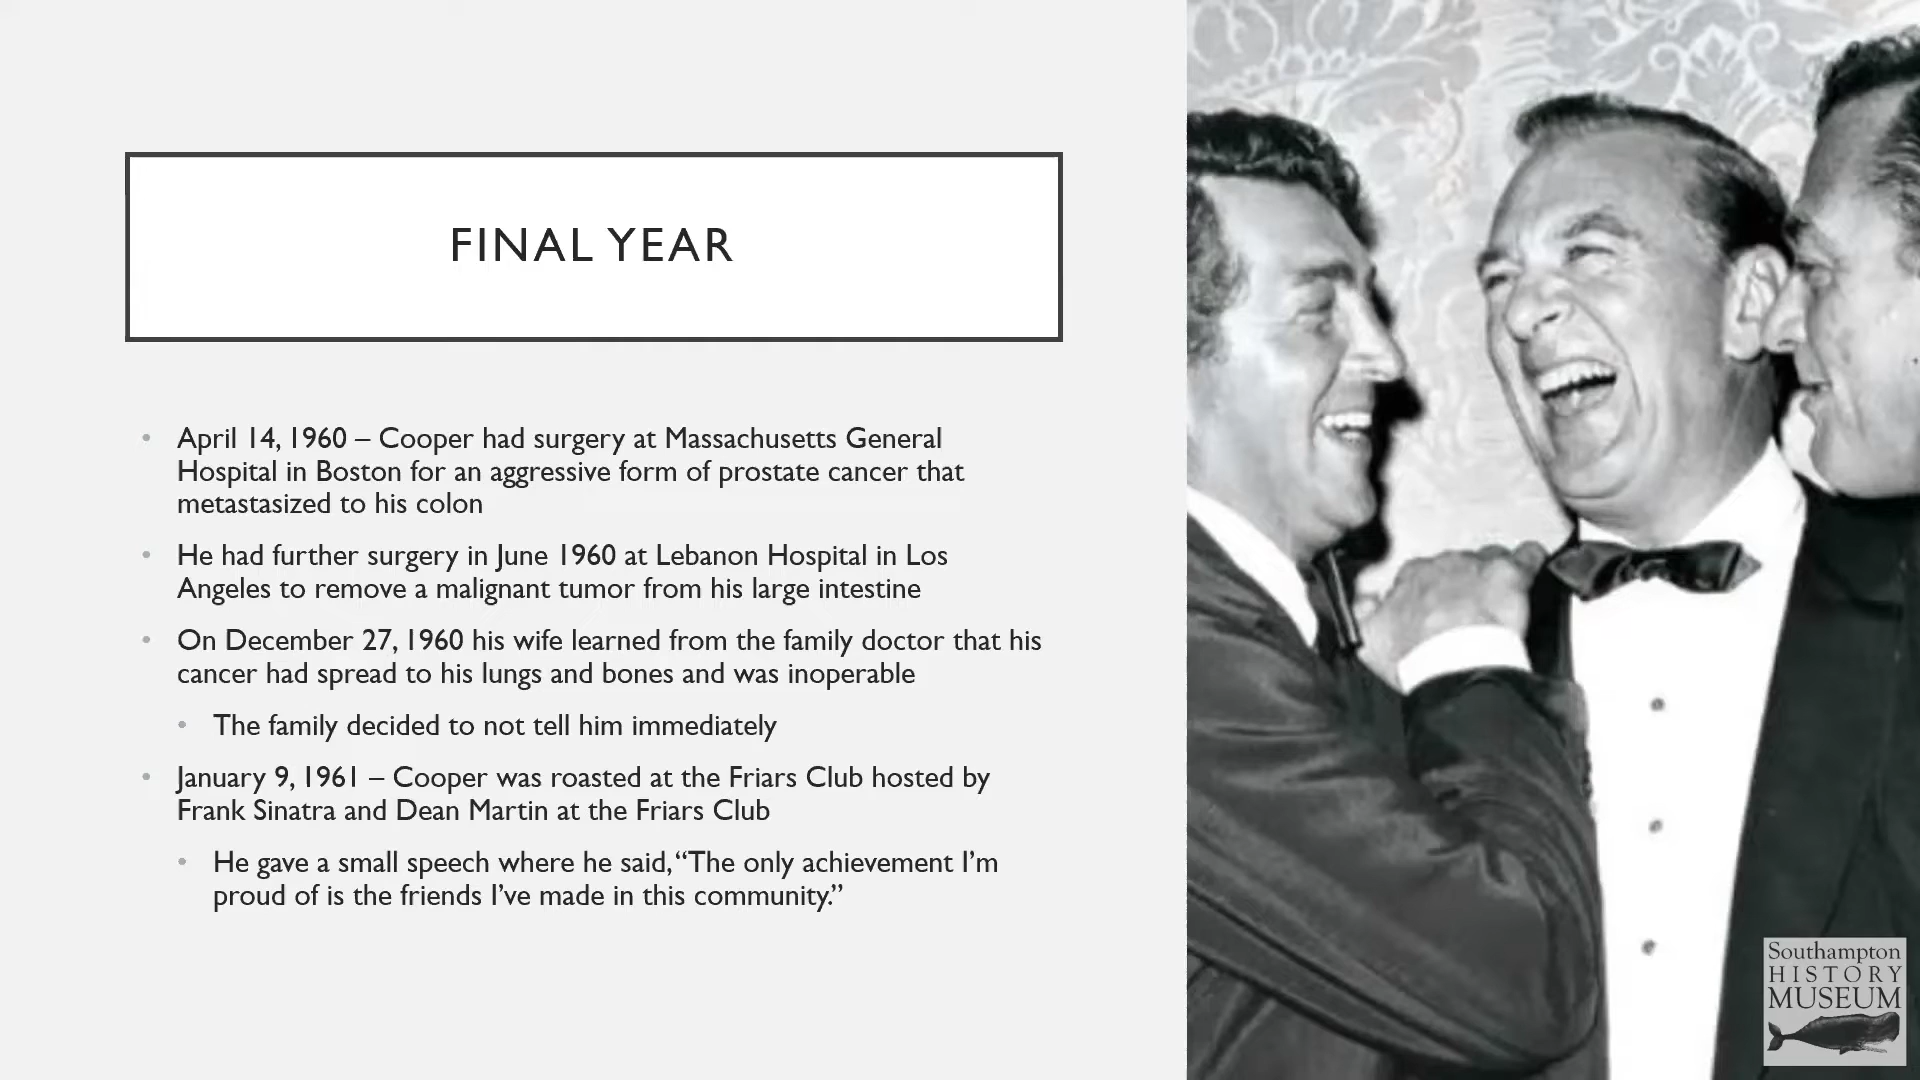 FINAL YEAR
• April 14, 1960 – Cooper had surgery at Massachusetts General
Hospital in Boston for an aggressive form of prostate cancer that
metastasized to his colon
• He had further surgery in June 1960 at Lebanon Hospital in Los
Angeles to remove a malignant tumor from his large intestine
• On December 27, 1960 his wife learned from the family doctor that his
cancer had spread to his lungs and bones and was inoperable
• The family decided to not tell him immediately
• January 9, 1961 – Cooper was roasted at the Friars Club hosted by
Frank Sinatra and Dean Martin at the Friars Club
• He gave a small speech where he said, “The only achievement I’m
proud of is the friends I’ve made in this community.”
Southampton
HISTORY
MUSEUM